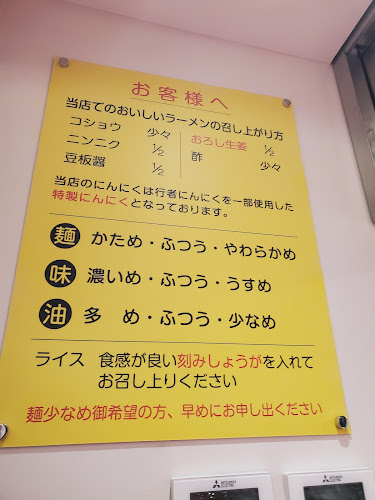 お客様へ
当店でのおいしいラーメンの召し上がり方
コショウ 少々 おろし生姜 1/2
ニンニク 1/2 酢 少々
豆板醤 1/2
当店のにんにくは行者にんにくを一部使用した
特製にんにくとなっております。
麺 かため・ふつう・やわらかめ
味 濃いめ・ふつう・うすめ
油 多 め・ふつう・少なめ
ライス 食感が良い刻みしょうがを入れて
お召し上りください
麺少なめ御希望の方、早めにお申し出ください
MITSUBISHI ELECTRIC
MITSUBISHI ELECTRIC